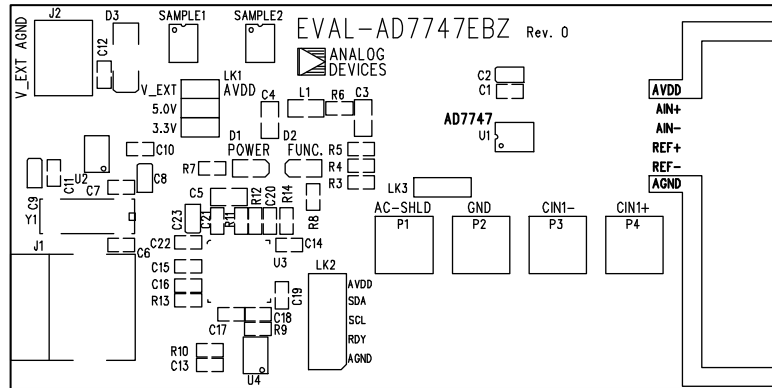 J2
D3
SAMPLE1
SAMPLE2
EVAL-AD7747EBZ Rev. 0
V_EXT AGND
C12
ANALOG
DEVICES
LK1
V_EXT AVDD
5.0V
3.3V
C4
L1
R6
C3
C2
C1
AD7747
U1
AVDD
AIN+
AIN-
REF+
REF-
AGND
U2
C10
D1
POWER
D2
FUNC.
R5
R4
R3
R7
C9
C11
C7
C8
C5
R12
C20
R14
R8
LK3
Y1
C23
C21
R11
AC-SHLD
P1
GND
P2
CIN1-
P3
CIN1+
P4
J1
C6
C22
C14
U3
C15
C16
R13
C19
LK2
AVDD
SDA
SCL
RDY
AGND
C17
C18
R9
R10
C13
U4